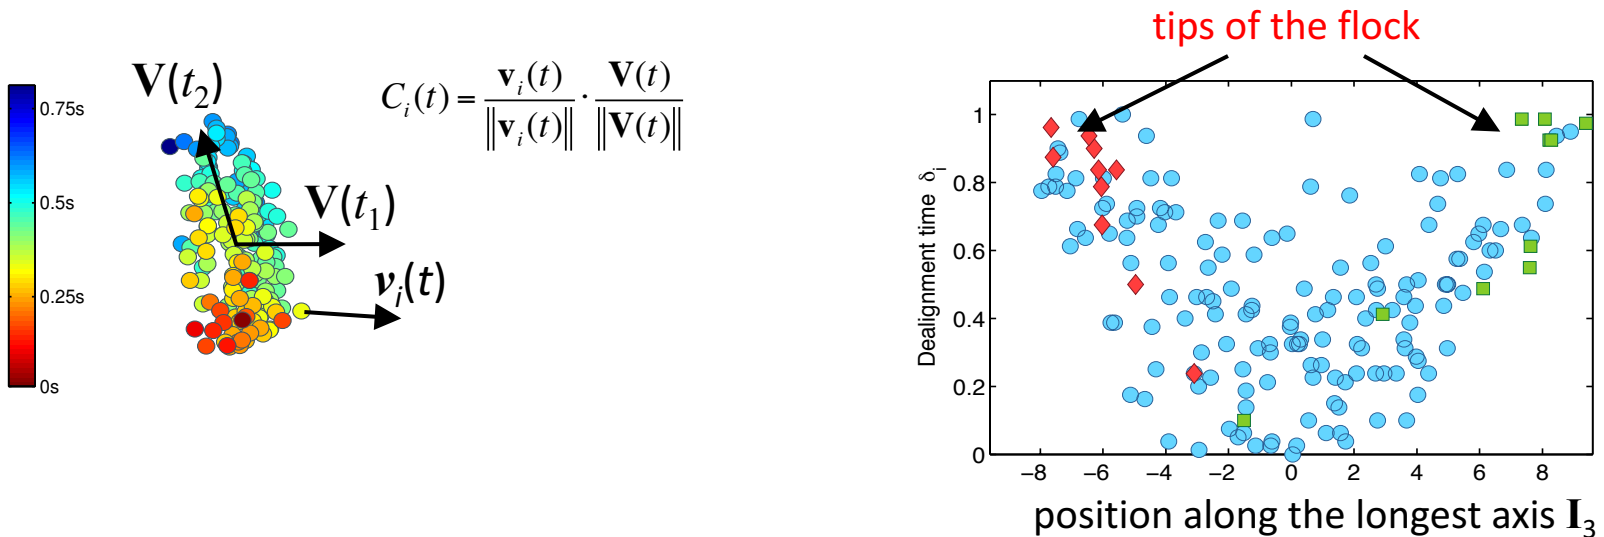 V(t₂)
0.75s
0.5s
0.25s
0s
V(t₁)
vᵢ(t)
Cᵢ(t) = vᵢ(t) / ‖vᵢ(t)‖ · V(t) / ‖V(t)‖
tips of the flock
Dealignment time δᵢ
1
0.8
0.6
0.4
0.2
0
−8 −6 −4 −2 0 2 4 6 8
position along the longest axis I₃